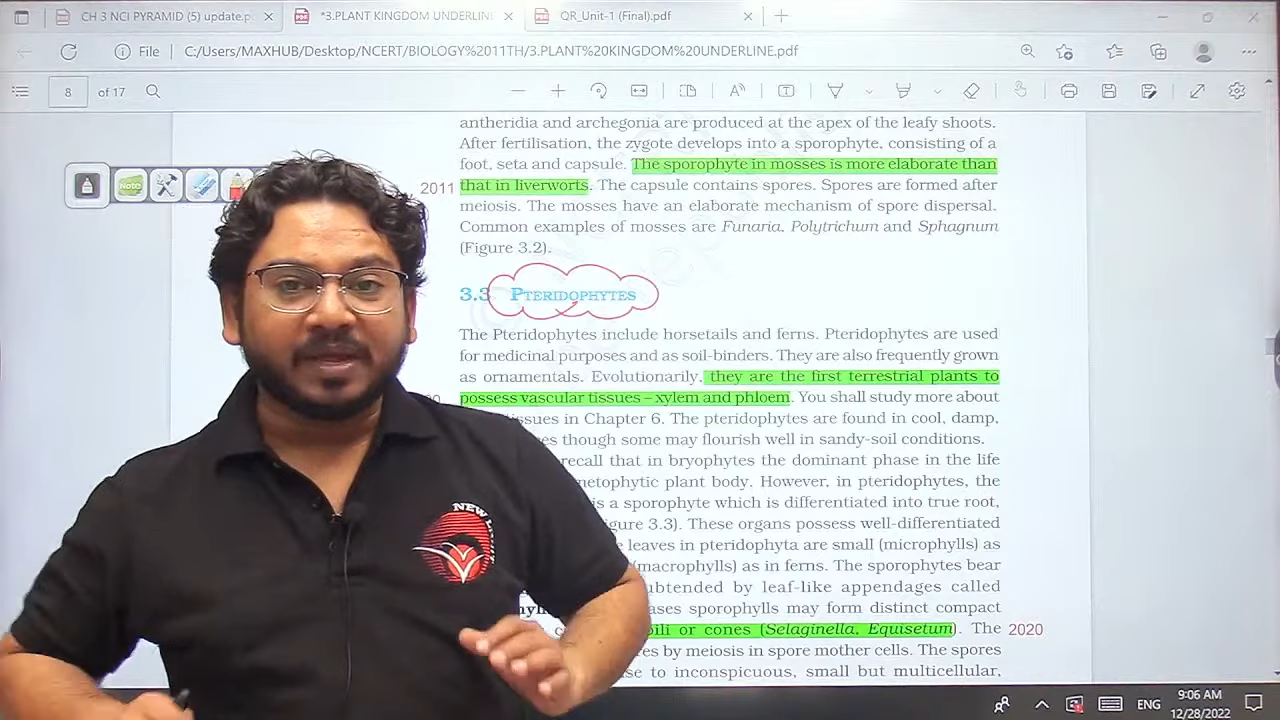 CH 3 NCI PYRAMID (5) update.p
*3.PLANT KINGDOM UNDERLINE
QR_Unit-1 (Final).pdf
File
C:/Users/MAXHUB/Desktop/NCERT/BIOLOGY%2011TH/3.PLANT%20KINGDOM%20UNDERLINE.pdf
8 of 17
antheridia and archegonia are produced at the apex of the leafy shoots.
After fertilisation, the zygote develops into a sporophyte, consisting of a
foot, seta and capsule. The sporophyte in mosses is more elaborate than
Note
2011 that in liverworts. The capsule contains spores. Spores are formed after
meiosis. The mosses have an elaborate mechanism of spore dispersal.
Common examples of mosses are Funaria, Polytrichum and Sphagnum
(Figure 3.2).
3.3 PTERIDOPHYTES
The Pteridophytes include horsetails and ferns. Pteridophytes are used
for medicinal purposes and as soil-binders. They are also frequently grown
as ornamentals. Evolutionarily, they are the first terrestrial plants to
possess vascular tissues – xylem and phloem. You shall study more about
tissues in Chapter 6. The pteridophytes are found in cool, damp,
though some may flourish well in sandy-soil conditions.
recall that in bryophytes the dominant phase in the life
plant body. However, in pteridophytes, the
is a sporophyte which is differentiated into true root,
3.3). These organs possess well-differentiated
leaves in pteridophyta are small (microphylls) as
(macrophylls) as in ferns. The sporophytes bear
subtended by leaf-like appendages called
sporophylls may form distinct compact
or cones (Selaginella, Equisetum). The 2020
by meiosis in spore mother cells. The spores
to inconspicuous, small but multicellular,
NEW
ENG
9:06 AM
12/28/2022